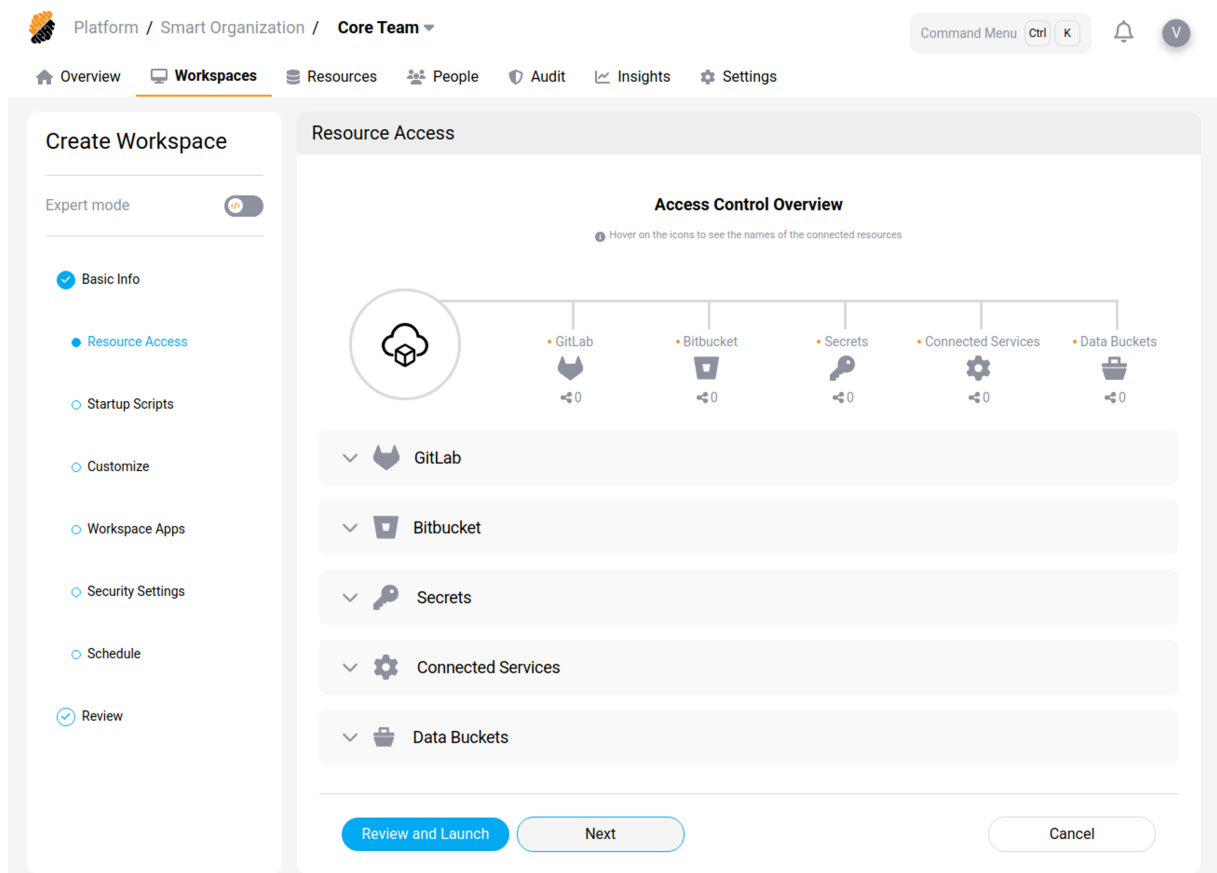 Platform / Smart Organization / Core Team
Command Menu Ctrl K
V
Overview Workspaces Resources People Audit Insights Settings
Create Workspace
Expert mode
Basic Info
Resource Access
Startup Scripts
Customize
Workspace Apps
Security Settings
Schedule
Review
Resource Access
Access Control Overview
Hover on the icons to see the names of the connected resources
GitLab Bitbucket Secrets Connected Services Data Buckets
0 0 0 0 0
GitLab
Bitbucket
Secrets
Connected Services
Data Buckets
Review and Launch Next Cancel